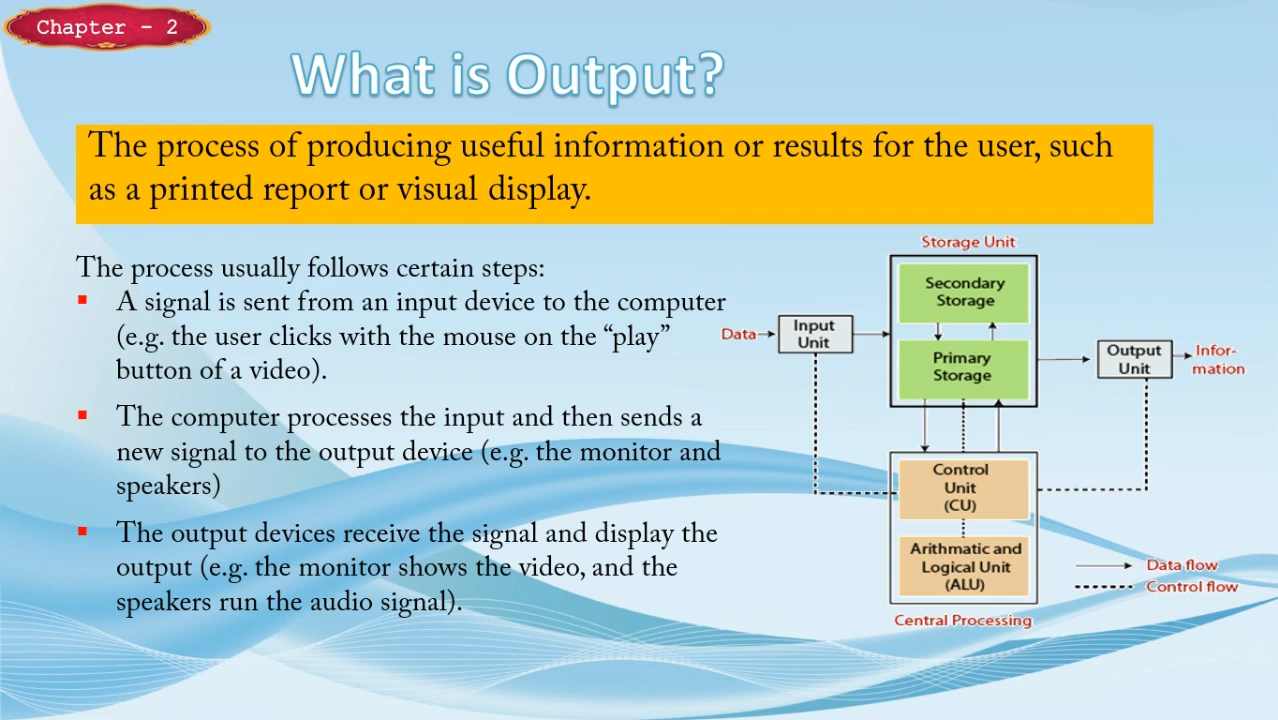 Chapter - 2
What is Output?
The process of producing useful information or results for the user, such
as a printed report or visual display.
The process usually follows certain steps:
▪ A signal is sent from an input device to the computer
(e.g. the user clicks with the mouse on the “play”
button of a video).
▪ The computer processes the input and then sends a
new signal to the output device (e.g. the monitor and
speakers)
▪ The output devices receive the signal and display the
output (e.g. the monitor shows the video, and the
speakers run the audio signal).
Storage Unit
Secondary
Storage
Primary
Storage
Data
Input
Unit
Output
Unit
Infor-
mation
Control
Unit
(CU)
Arithmatic and
Logical Unit
(ALU)
Central Processing
Data flow
Control flow